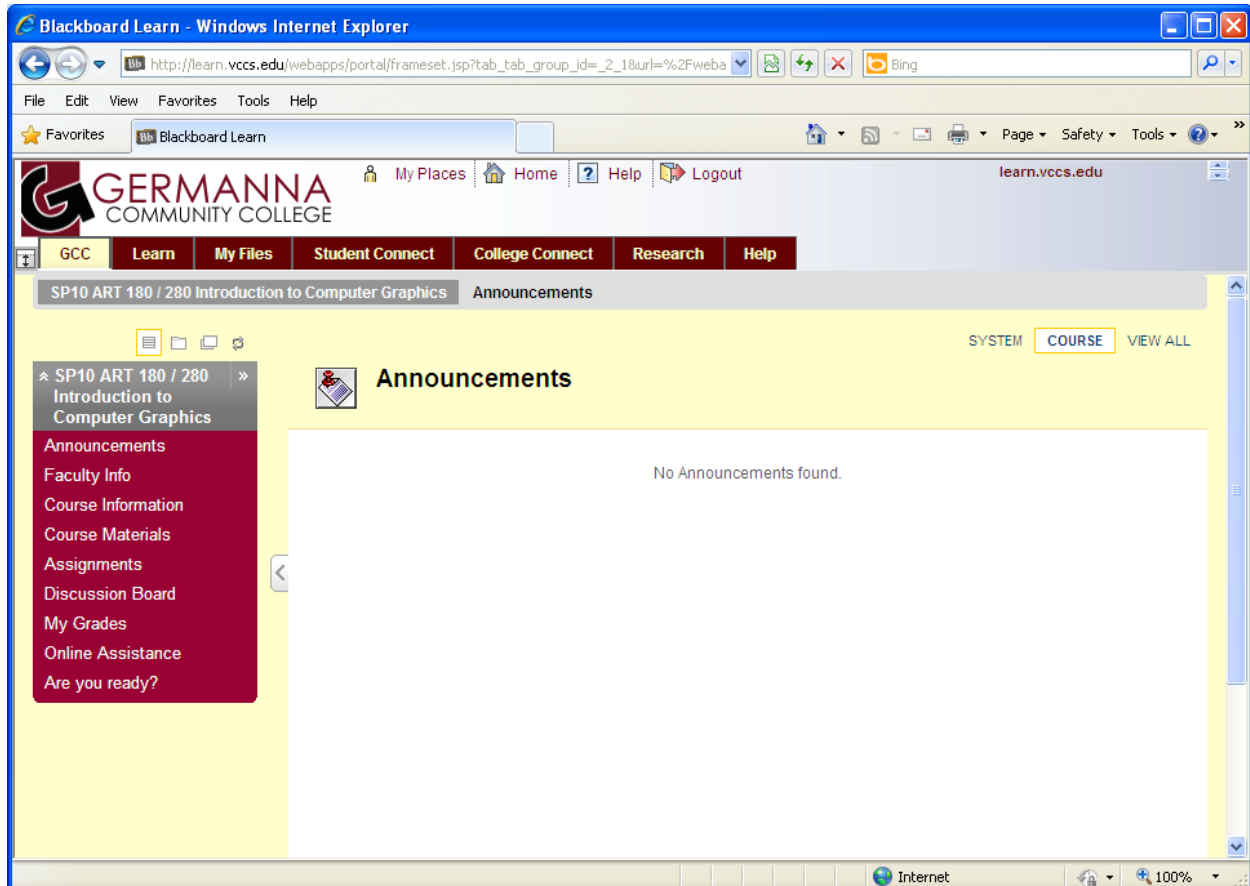 Blackboard Learn - Windows Internet Explorer
http://learn.vccs.edu/webapps/portal/frameset.jsp?tab_tab_group_id=_2_1&url=%2Fweba
Bing
File Edit View Favorites Tools Help
Favorites Blackboard Learn Page Safety Tools
GERMANNA
COMMUNITY COLLEGE
My Places Home Help Logout learn.vccs.edu
GCC Learn My Files Student Connect College Connect Research Help
SP10 ART 180 / 280 Introduction to Computer Graphics Announcements
SYSTEM COURSE VIEW ALL
SP10 ART 180 / 280
Introduction to
Computer Graphics
Announcements
Faculty Info
Course Information
Course Materials
Assignments
Discussion Board
My Grades
Online Assistance
Are you ready?
Announcements
No Announcements found.
Internet 100%